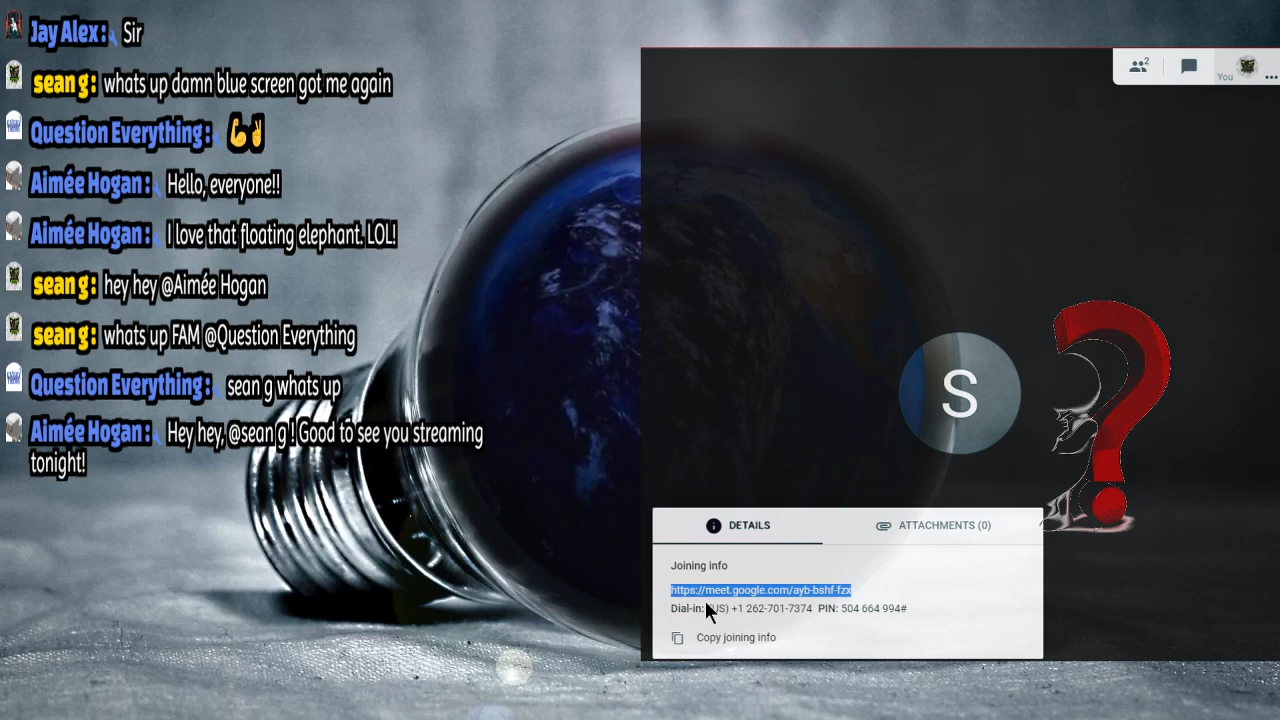 Jay Alex : Sir
sean g : whats up damn blue screen got me again
Question Everything : 💪✌
Aimée Hogan : Hello, everyone!!
Aimée Hogan : I love that floating elephant. LOL!
sean g : hey hey @Aimée Hogan
sean g : whats up FAM @Question Everything
Question Everything : sean g whats up
Aimée Hogan : Hey hey, @sean g ! Good to see you streaming
tonight!
2
You
S
DETAILS
ATTACHMENTS (0)
Joining info
https://meet.google.com/ayb-bshf-fzx
Dial-in: (US) +1 262-701-7374 PIN: 504 664 994#
Copy joining info